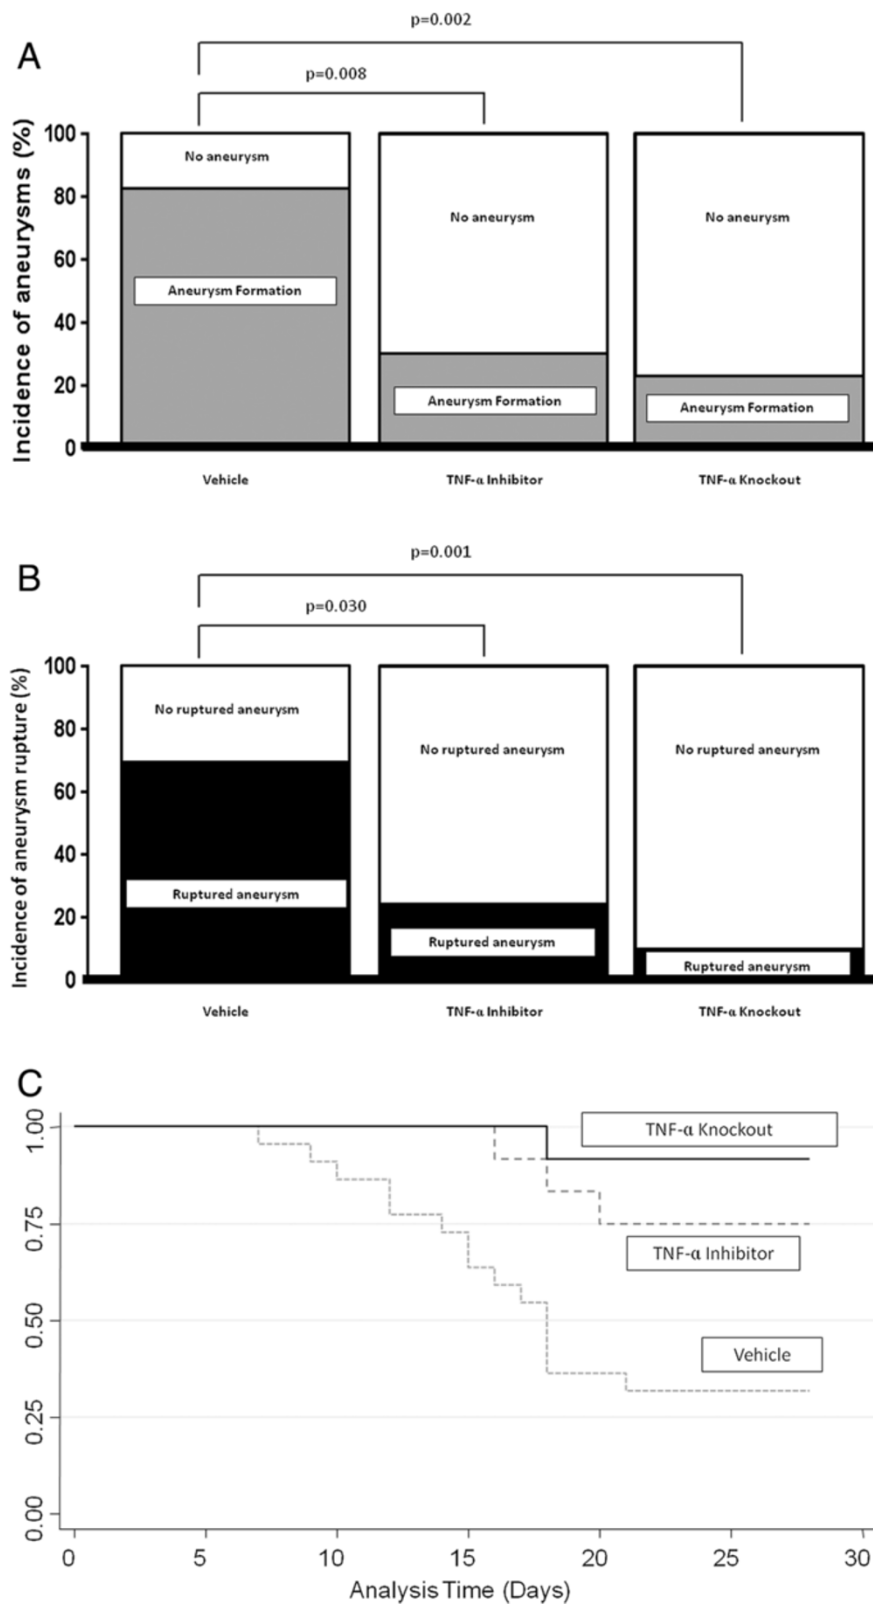 A
p=0.002
p=0.008
Incidence of aneurysms (%)
100
80
60
40
20
0
No aneurysm
No aneurysm
No aneurysm
Aneurysm Formation
Aneurysm Formation
Aneurysm Formation
Vehicle
TNF-α Inhibitor
TNF-α Knockout
B
p=0.001
p=0.030
Incidence of aneurysm rupture (%)
100
80
60
40
20
0
No ruptured aneurysm
No ruptured aneurysm
No ruptured aneurysm
Ruptured aneurysm
Ruptured aneurysm
Ruptured aneurysm
Vehicle
TNF-α Inhibitor
TNF-α Knockout
C
1.00
0.75
0.50
0.25
0.00
TNF-α Knockout
TNF-α Inhibitor
Vehicle
0 5 10 15 20 25 30
Analysis Time (Days)